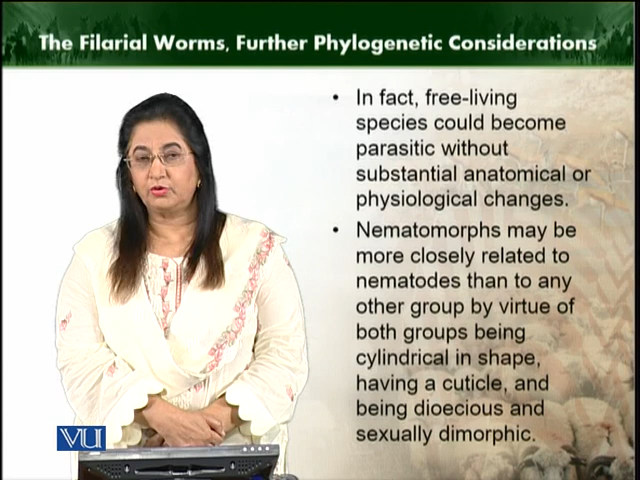 The Filarial Worms, Further Phylogenetic Considerations
• In fact, free-living
species could become
parasitic without
substantial anatomical or
physiological changes.
• Nematomorphs may be
more closely related to
nematodes than to any
other group by virtue of
both groups being
cylindrical in shape,
having a cuticle, and
being dioecious and
sexually dimorphic.
VU